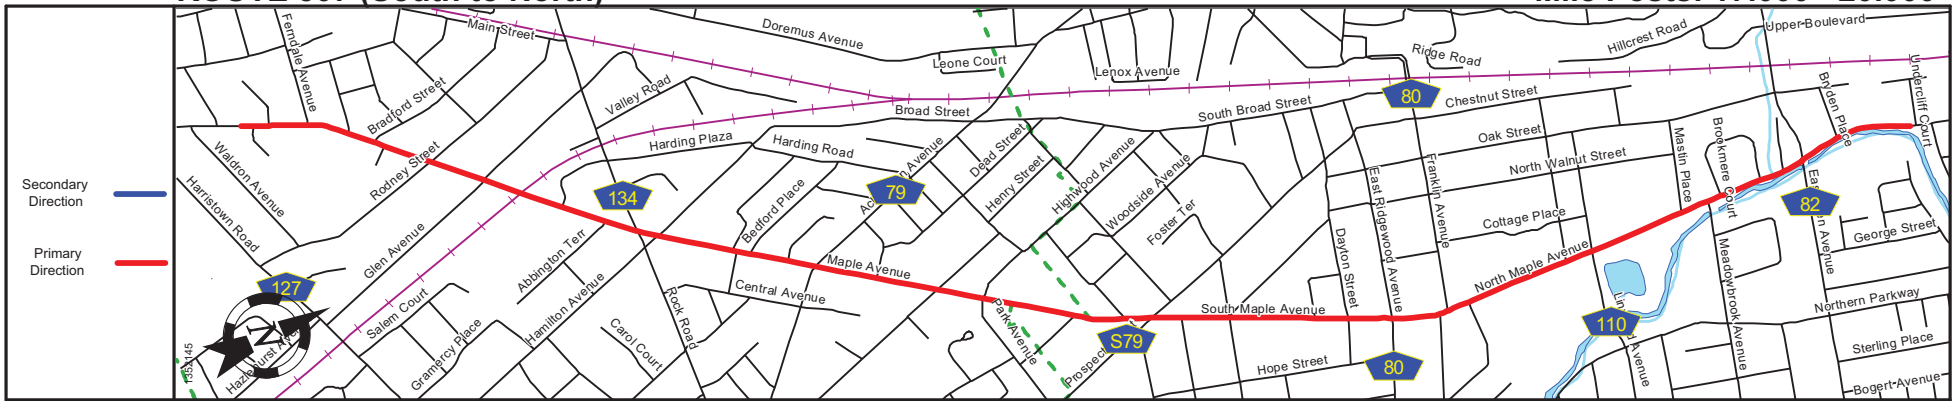 Secondary
Direction
Primary
Direction
Main Street
Doremus Avenue
Leone Court
Lenox Avenue
Ridge Road
Hillcrest Road
Upper Boulevard
Ferndale Avenue
Bradford Street
Valley Road
Broad Street
South Broad Street
80
Chestnut Street
Boyden Place
Undercliff Court
Harding Plaza
Harding Road
Dead Street
Oak Street
North Walnut Street
Mastin Place
Brookmere Court
Waldron Avenue
Rodney Street
Harristown Road
134
79
Henry Street
Highwood Avenue
Woodside Avenue
Foster Ter
East Ridgewood Avenue
Franklin Avenue
Cottage Place
82
George Street
Bedford Place
Glen Avenue
Abbington Terr
Maple Avenue
Dayton Street
North Maple Avenue
Meadowbrook Avenue
127
Salem Court
Hamilton Avenue
Rock Road
Central Avenue
Park Avenue
South Maple Avenue
Northern Parkway
N
Gramercy Place
Carol Court
S79
110
Hope Street
80
Sterling Place
Bogert Avenue
1352145